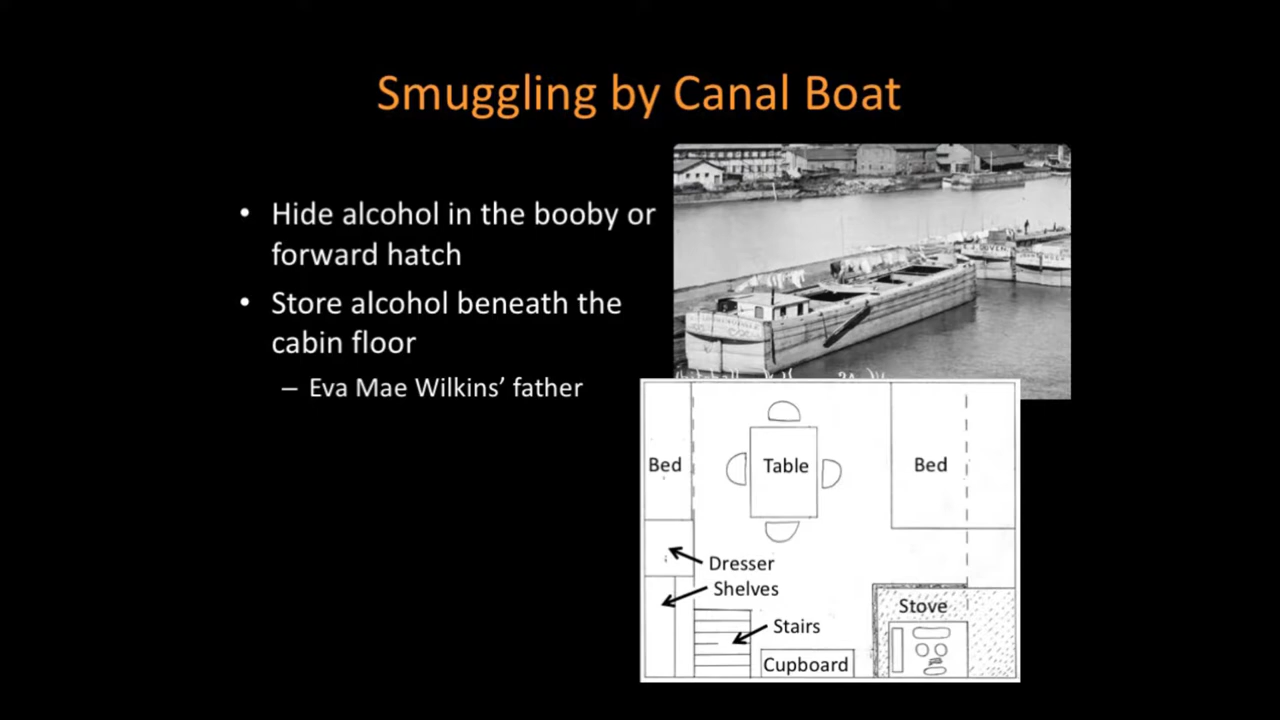 Smuggling by Canal Boat
• Hide alcohol in the booby or
forward hatch
• Store alcohol beneath the
cabin floor
– Eva Mae Wilkins’ father
Bed
Table
Bed
Dresser
Shelves
Stairs
Stove
Cupboard